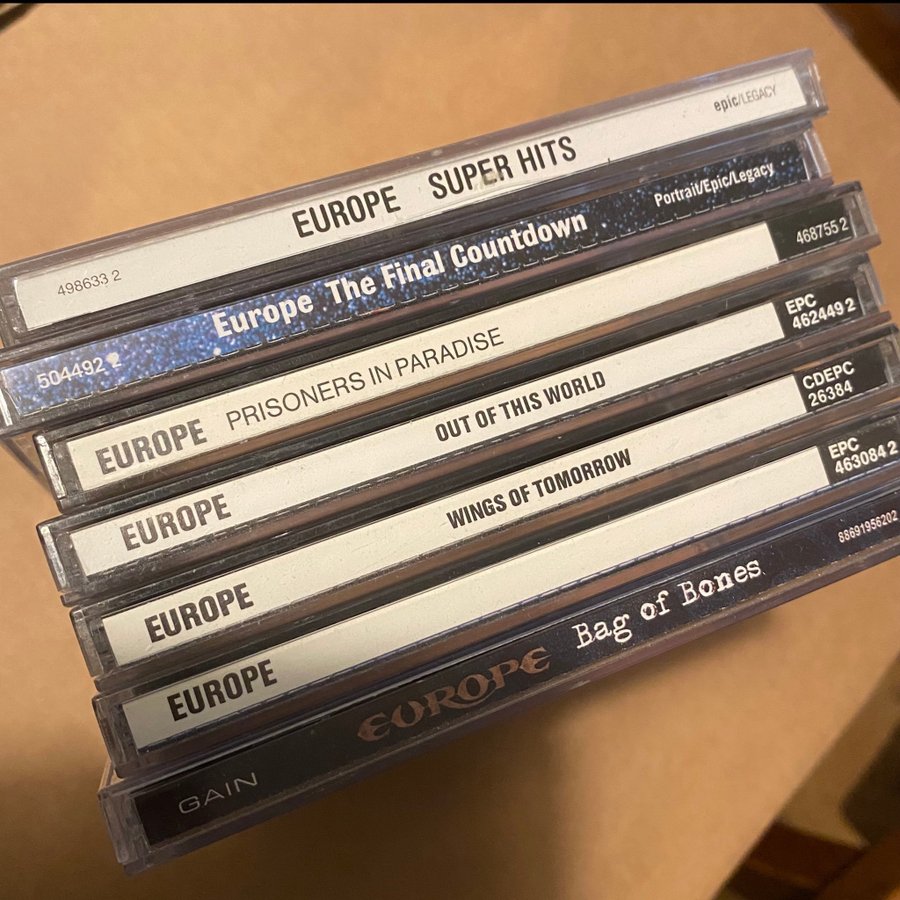 498633 2 EUROPE SUPER HITS epic/LEGACY
504492 2 Europe The Final Countdown Portrait/Epic/Legacy
EUROPE PRISONERS IN PARADISE 468755 2
EUROPE OUT OF THIS WORLD EPC
462449 2
EUROPE WINGS OF TOMORROW CDEPC
26384
EUROPE EPC
463084 2
GAIN EUROPE Bag of Bones 88691956202